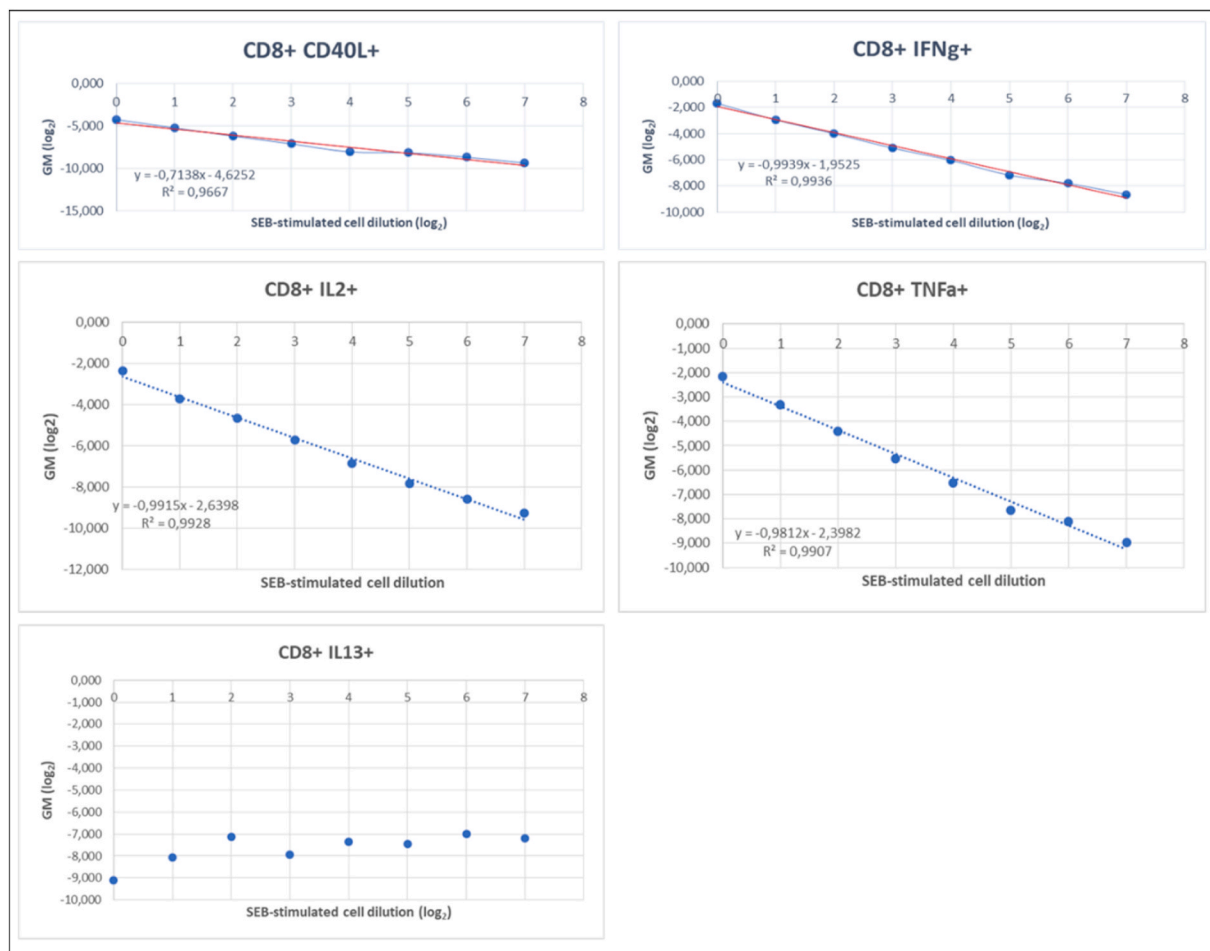 CD8+ CD40L+
0,000
0 1 2 3 4 5 6 7 8
-5,000
-10,000
-15,000
GM (log₂)
y = -0,7138x - 4,6252
R² = 0,9667
SEB-stimulated cell dilution (log₂)
CD8+ IFNg+
0,000
0 1 2 3 4 5 6 7 8
-2,000
-4,000
-6,000
-8,000
-10,000
GM (log₂)
y = -0,9939x - 1,9525
R² = 0,9936
SEB-stimulated cell dilution (log₂)
CD8+ IL2+
0,000
0 1 2 3 4 5 6 7 8
-2,000
-4,000
-6,000
-8,000
-10,000
-12,000
GM (log2)
y = -0,9915x - 2,6398
R² = 0,9928
SEB-stimulated cell dilution
CD8+ TNFa+
0,000
0 1 2 3 4 5 6 7 8
-1,000
-2,000
-3,000
-4,000
-5,000
-6,000
-7,000
-8,000
-9,000
-10,000
GM (log2)
y = -0,9812x - 2,3982
R² = 0,9907
SEB-stimulated cell dilution
CD8+ IL13+
0,000
0 1 2 3 4 5 6 7 8
-1,000
-2,000
-3,000
-4,000
-5,000
-6,000
-7,000
-8,000
-9,000
-10,000
GM (log₂)
SEB-stimulated cell dilution (log₂)